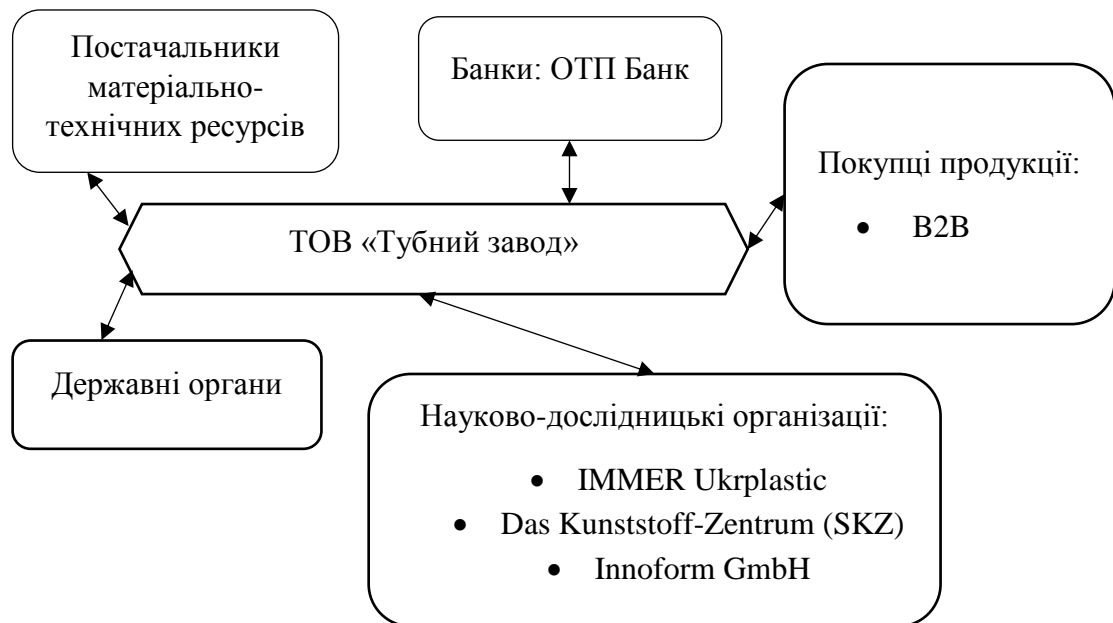 Постачальники
матеріально-
технічних ресурсів
Банки: ОТП Банк
Покупці продукції:
• B2B
ТОВ «Тубний завод»
Державні органи
Науково-дослідницькі організації:
• IMMER Ukrplastic
• Das Kunststoff-Zentrum (SKZ)
• Innoform GmbH